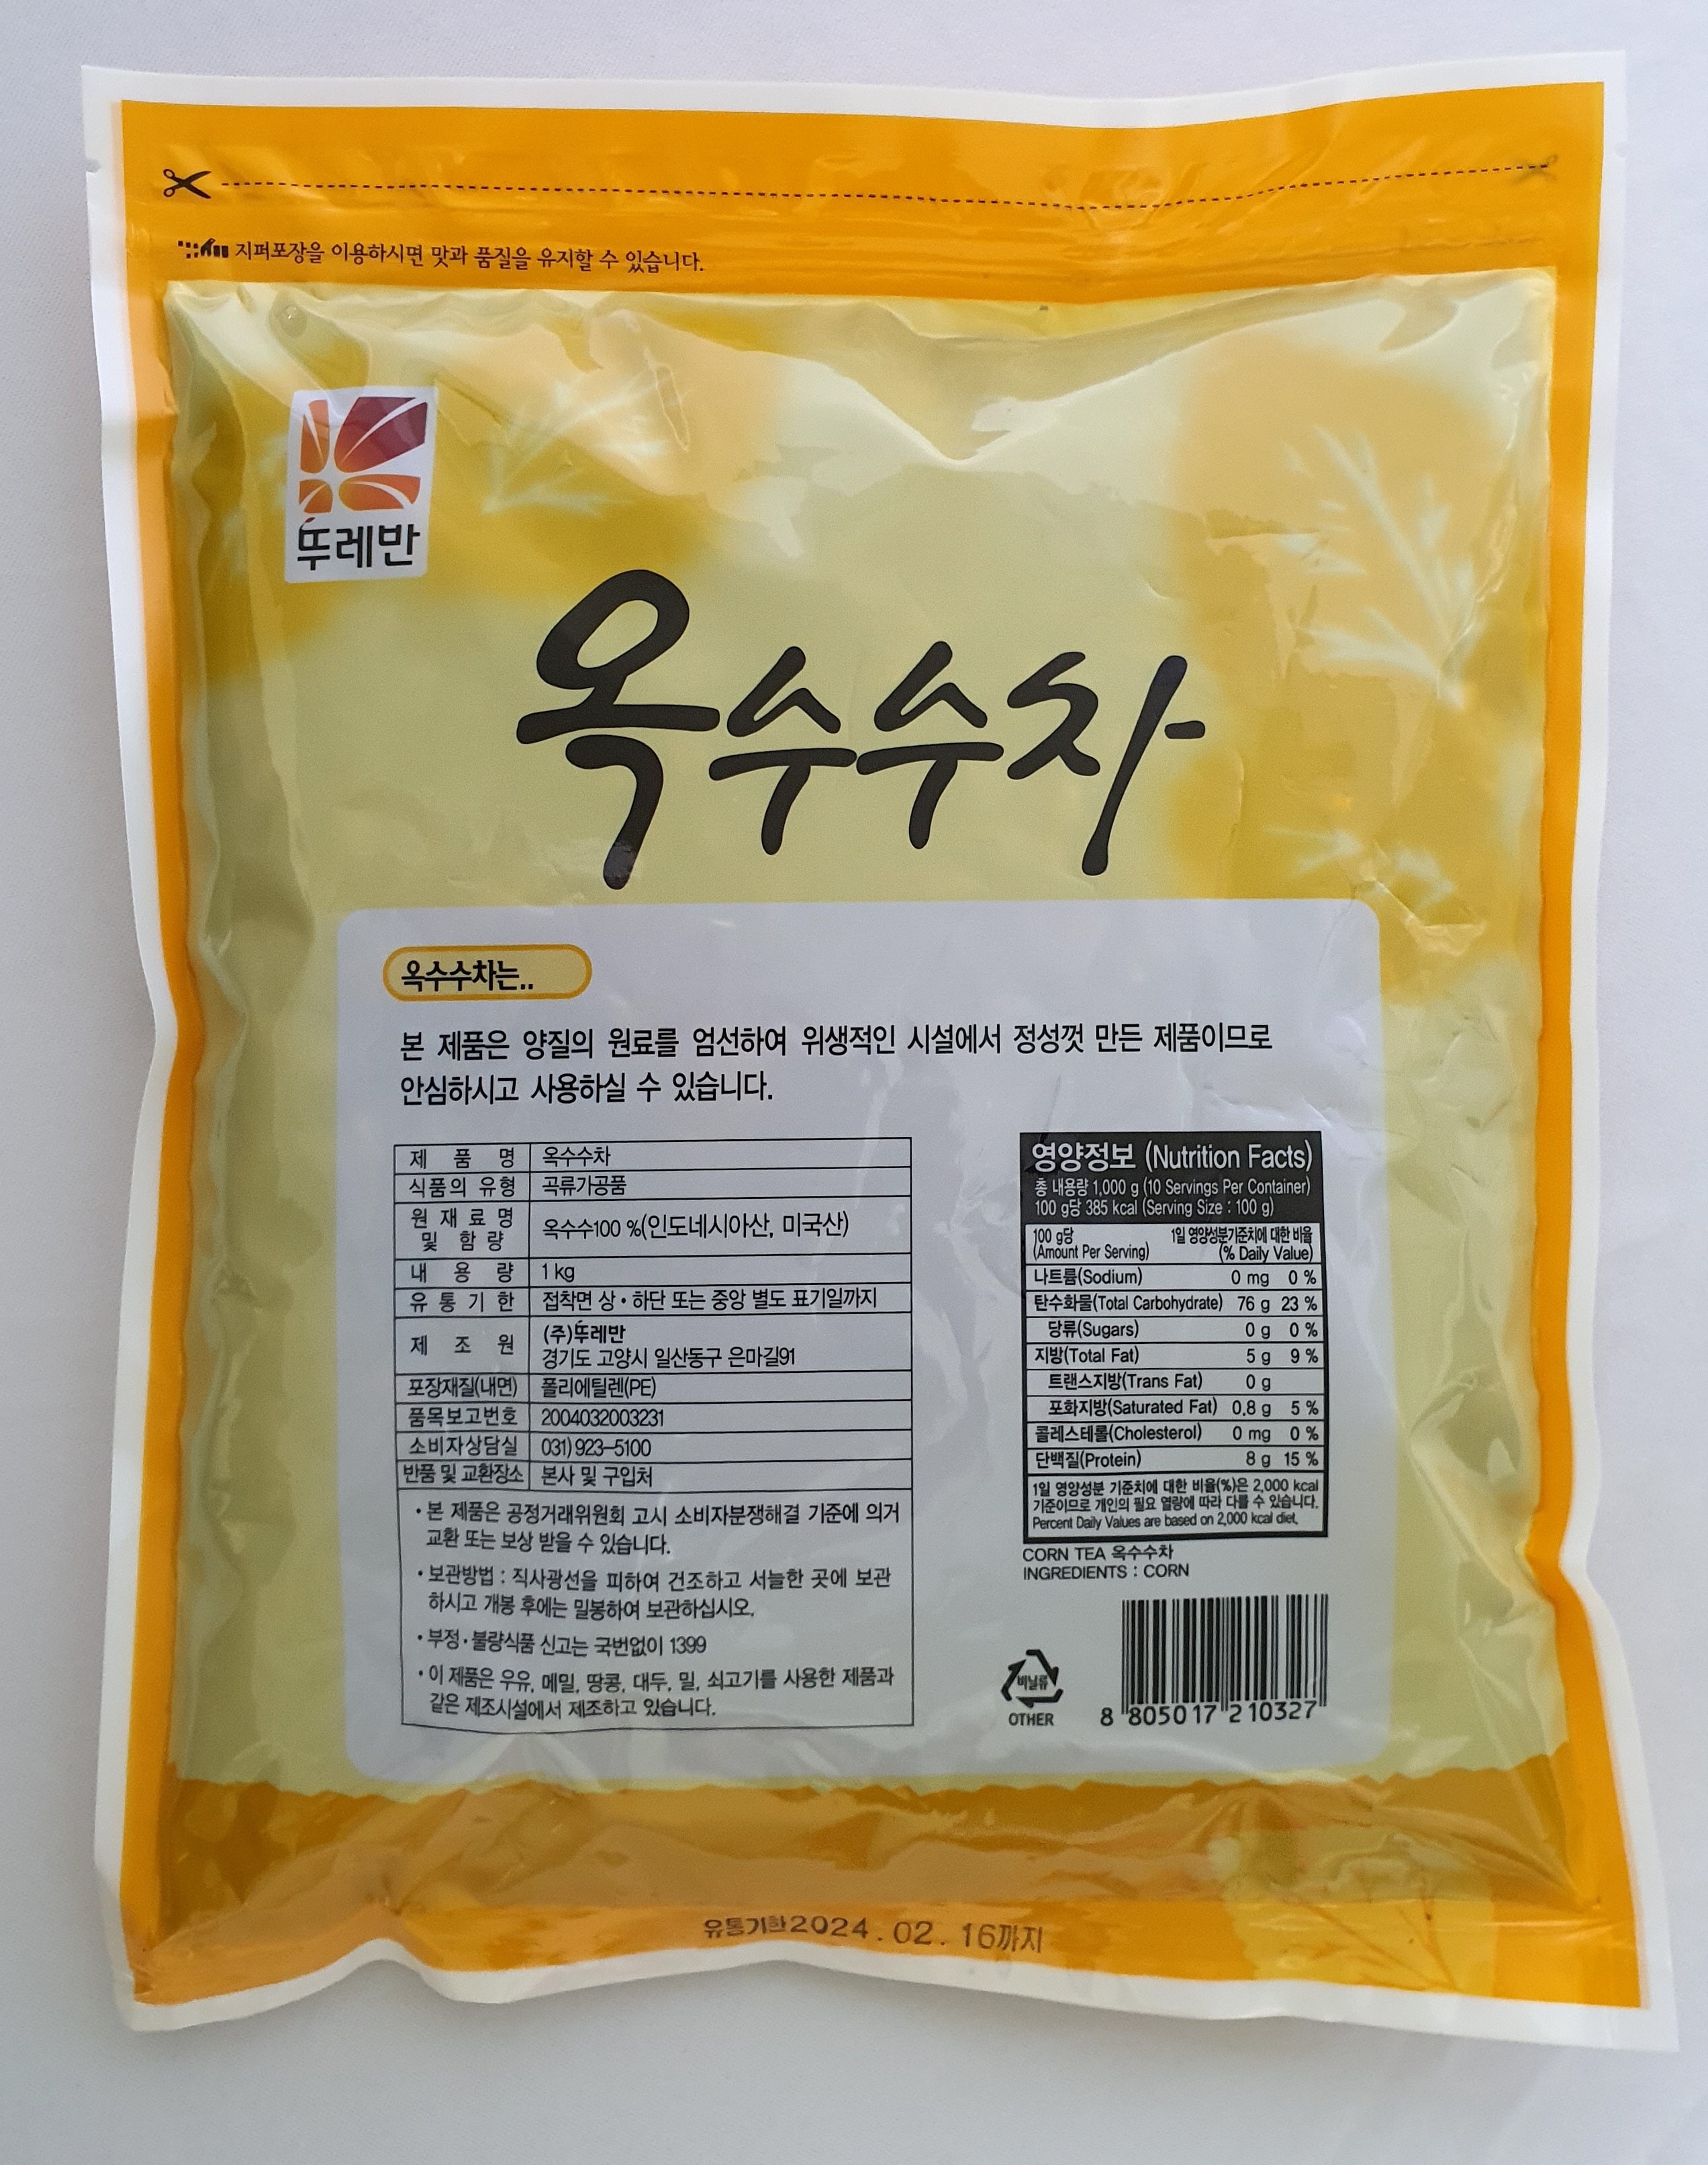 지퍼포장을 이용하시면 맛과 품질을 유지할 수 있습니다.
뚜레반
옥수수차
옥수수차는..
본 제품은 양질의 원료를 엄선하여 위생적인 시설에서 정성껏 만든 제품이므로
안심하시고 사용하실 수 있습니다.
제 품 명 옥수수차
식품의 유형 곡류가공품
원 재 료 명
및 함 량 옥수수100 %(인도네시아산, 미국산)
내 용 량 1 kg
유 통 기 한 접착면 상・하단 또는 중앙 별도 표기일까지
제 조 원 (주)뚜레반
경기도 고양시 일산동구 은마길91
포장재질(내면) 폴리에틸렌(PE)
품목보고번호 2004032003231
소비자상담실 031) 923-5100
반품 및 교환장소 본사 및 구입처
• 본 제품은 공정거래위원회 고시 소비자분쟁해결 기준에 의거
교환 또는 보상 받을 수 있습니다.
• 보관방법 : 직사광선을 피하여 건조하고 서늘한 곳에 보관
하시고 개봉 후에는 밀봉하여 보관하십시오.
• 부정・불량식품 신고는 국번없이 1399
• 이 제품은 우유, 메밀, 땅콩, 대두, 밀, 쇠고기를 사용한 제품과
같은 제조시설에서 제조하고 있습니다.
영양정보 (Nutrition Facts)
총 내용량 1,000 g (10 Servings Per Container)
100 g당 385 kcal (Serving Size : 100 g)
100 g당 1일 영양성분기준치에 대한 비율
(Amount Per Serving) (% Daily Value)
나트륨(Sodium) 0 mg 0 %
탄수화물(Total Carbohydrate) 76 g 23 %
당류(Sugars) 0 g 0 %
지방(Total Fat) 5 g 9 %
트랜스지방(Trans Fat) 0 g
포화지방(Saturated Fat) 0.8 g 5 %
콜레스테롤(Cholesterol) 0 mg 0 %
단백질(Protein) 8 g 15 %
1일 영양성분 기준치에 대한 비율(%)은 2,000 kcal
기준이므로 개인의 필요 열량에 따라 다를 수 있습니다.
Percent Daily Values are based on 2,000 kcal diet.
CORN TEA 옥수수차
INGREDIENTS : CORN
비닐류
OTHER
8 805017 210327
유통기한2024.02.16까지